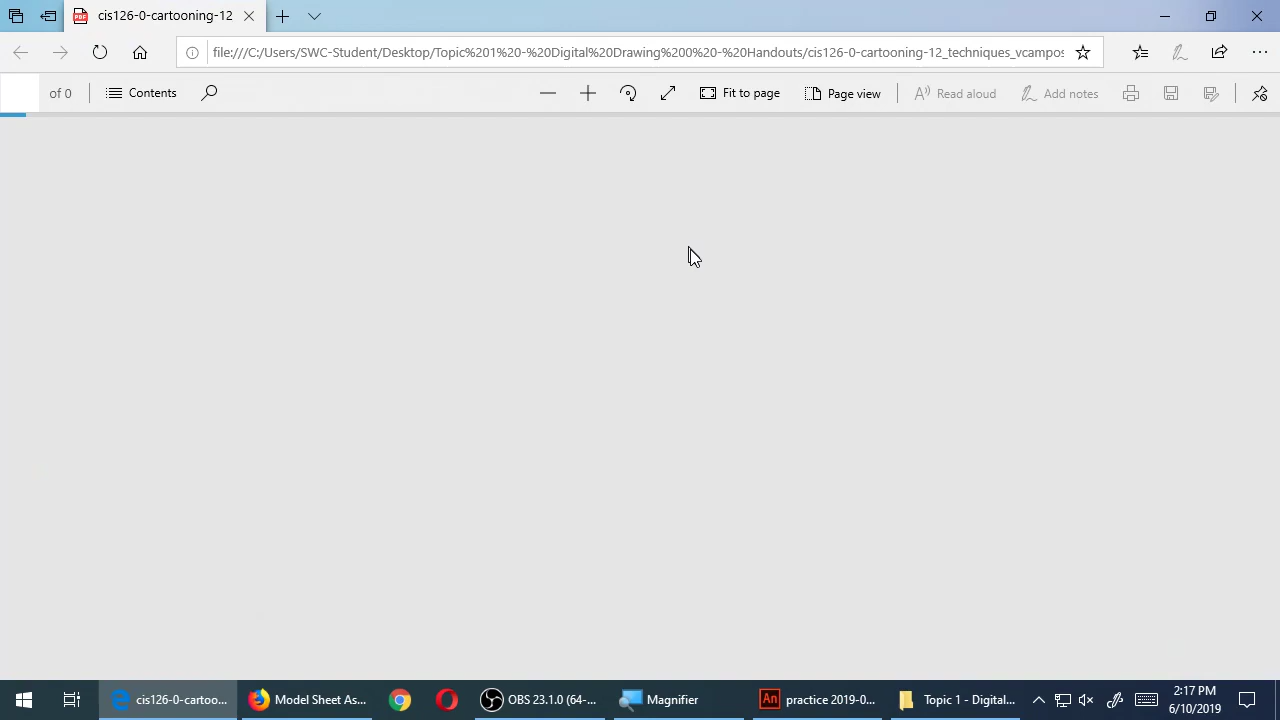 cis126-0-cartooning-12
file:///C:/Users/SWC-Student/Desktop/Topic%201%20-%20Digital%20Drawing%200%20-%20Handouts/cis126-0-cartooning-12_techniques_vcampos
of 0
Contents
Fit to page
Page view
Read aloud
Add notes
cis126-0-cartoo...
Model Sheet As...
OBS 23.1.0 (64-...
Magnifier
An
practice 2019-0...
Topic 1 - Digital...
2:17 PM
6/10/2019